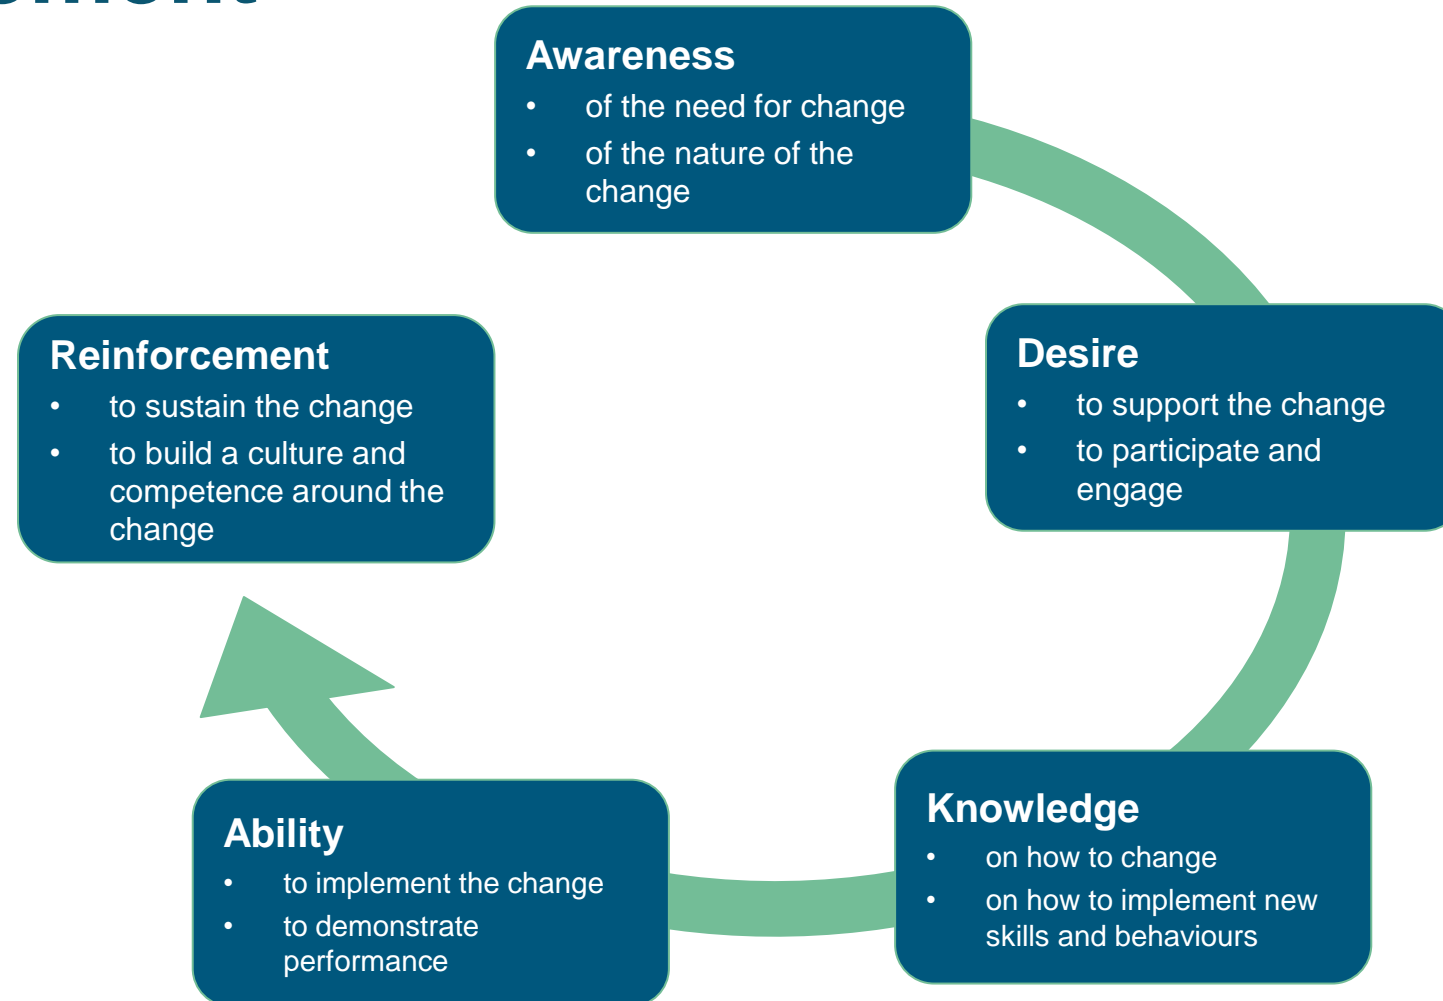 Awareness
• of the need for change
• of the nature of the
change
Desire
• to support the change
• to participate and
engage
Knowledge
• on how to change
• on how to implement new
skills and behaviours
Ability
• to implement the change
• to demonstrate
performance
Reinforcement
• to sustain the change
• to build a culture and
competence around the
change